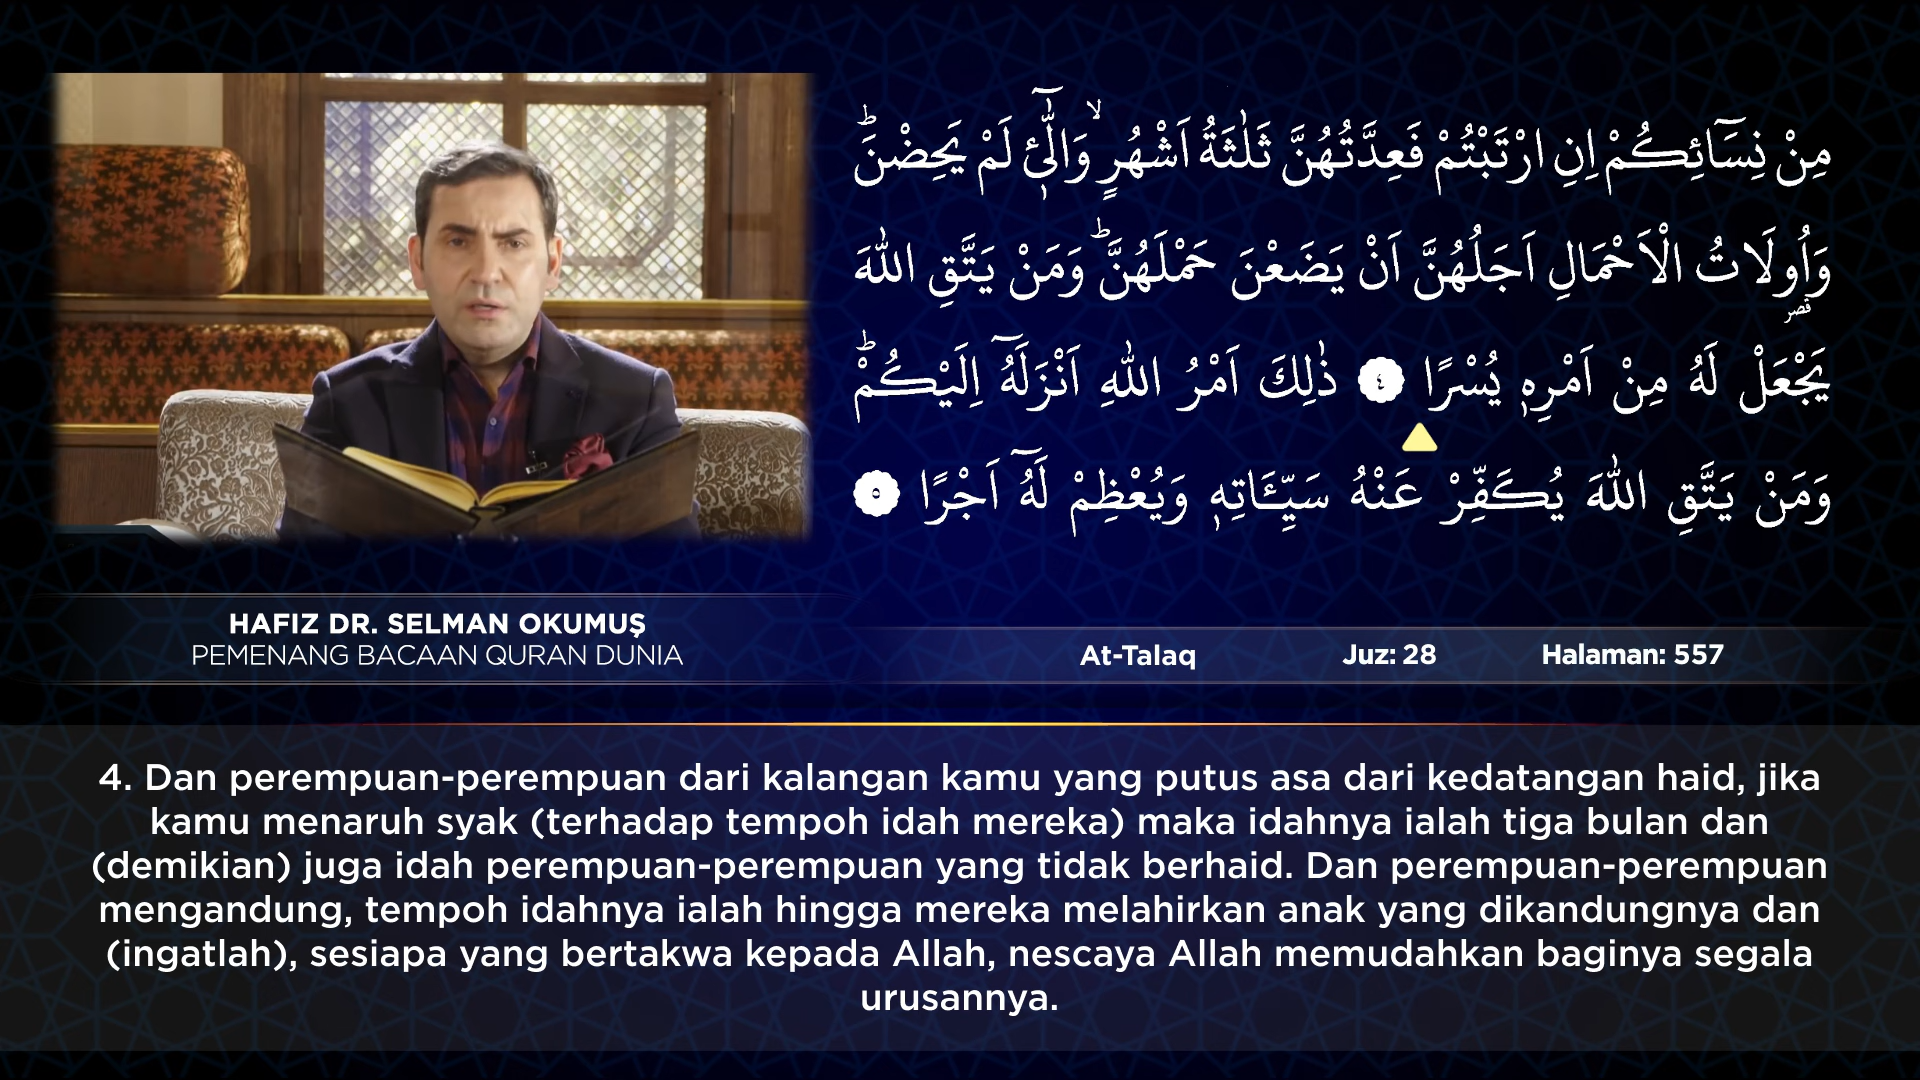 مِنْ نِسَٓائِكُمْ اِنِ ارْتَبْتُمْ فَعِدَّتُهُنَّ ثَلٰثَةُ اَشْهُرٍۙ وَالّٰٓئ۪ لَمْ يَحِضْنَۜ
وَاُو۬لَاتُ الْاَحْمَالِ اَجَلُهُنَّ اَنْ يَضَعْنَ حَمْلَهُنَّۜ وَمَنْ يَتَّقِ اللّٰهَ
قصر
يَجْعَلْ لَهُ مِنْ اَمْرِه۪ يُسْرًا ٤ ذٰلِكَ اَمْرُ اللّٰهِ اَنْزَلَهُٓ اِلَيْكُمْۜ
وَمَنْ يَتَّقِ اللّٰهَ يُكَفِّرْ عَنْهُ سَيِّـَٔاتِه۪ وَيُعْظِمْ لَهُٓ اَجْرًا ٥
HAFIZ DR. SELMAN OKUMUŞ
PEMENANG BACAAN QURAN DUNIA
At-Talaq Juz: 28 Halaman: 557
4. Dan perempuan-perempuan dari kalangan kamu yang putus asa dari kedatangan haid, jika
kamu menaruh syak (terhadap tempoh idah mereka) maka idahnya ialah tiga bulan dan
(demikian) juga idah perempuan-perempuan yang tidak berhaid. Dan perempuan-perempuan
mengandung, tempoh idahnya ialah hingga mereka melahirkan anak yang dikandungnya dan
(ingatlah), sesiapa yang bertakwa kepada Allah, nescaya Allah memudahkan baginya segala
urusannya.